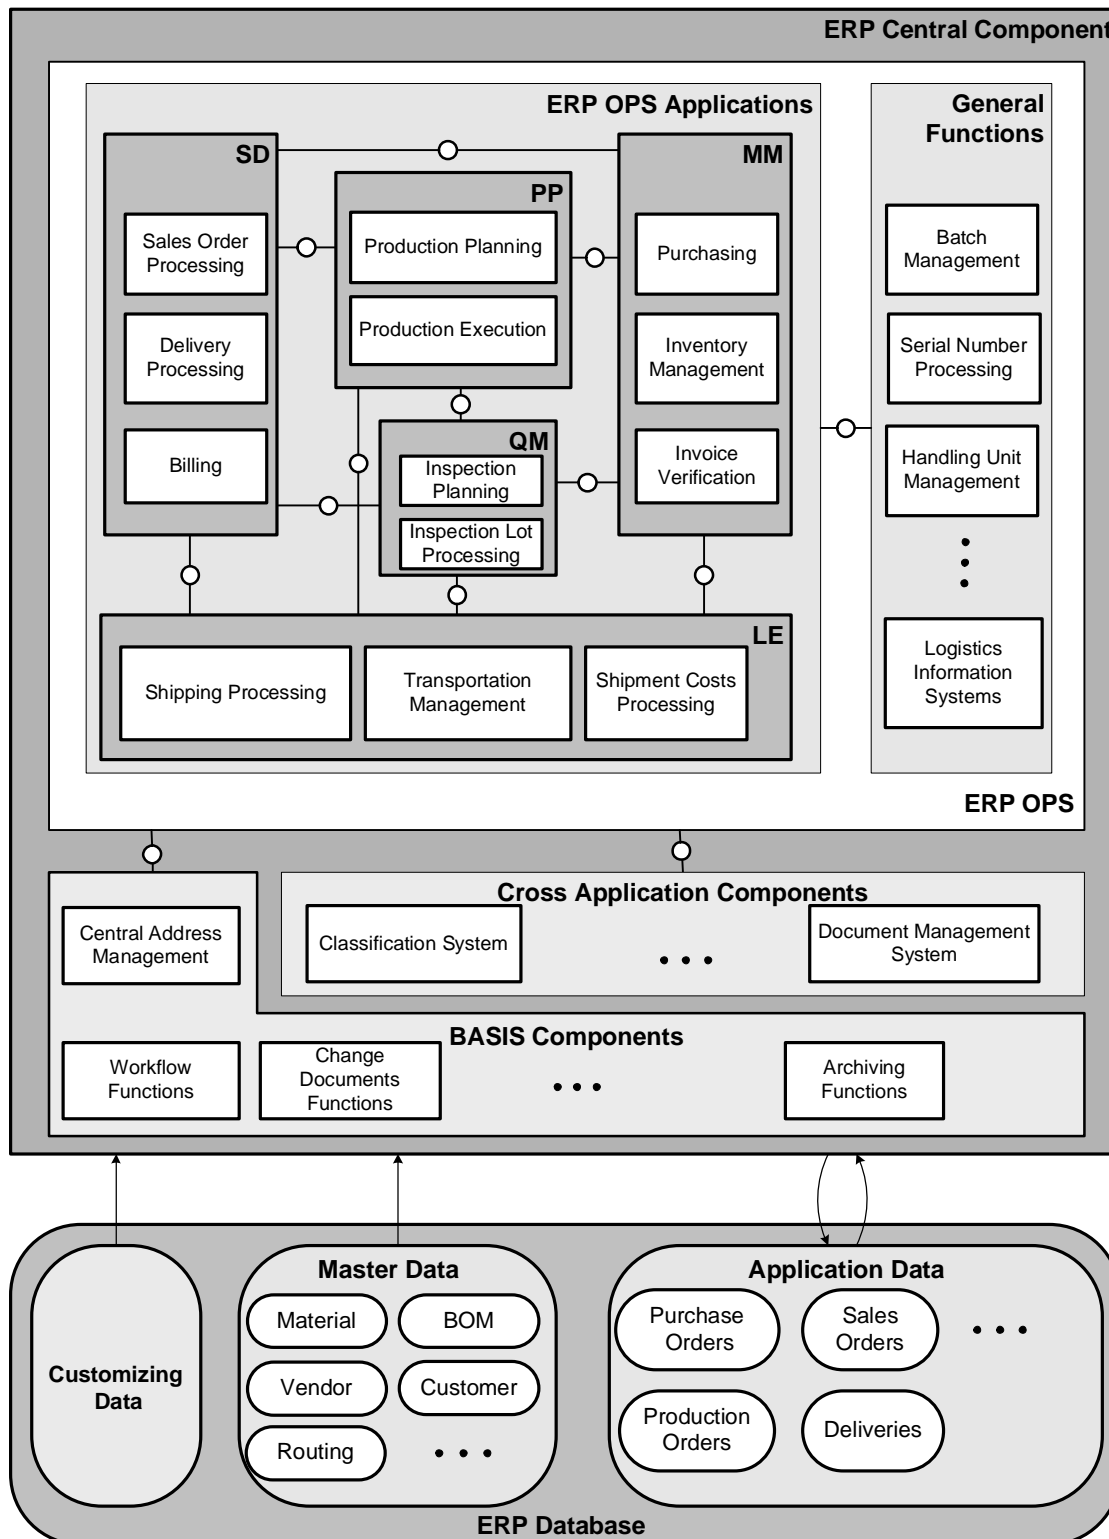 ERP Central Component
ERP OPS Applications
General
Functions
SD
MM
PP
Sales Order
Processing
Production Planning
Purchasing
Batch
Management
Production Execution
Delivery
Processing
Inventory
Management
Serial Number
Processing
QM
Billing
Inspection
Planning
Invoice
Verification
Handling Unit
Management
Inspection Lot
Processing
LE
Shipping Processing
Transportation
Management
Shipment Costs
Processing
Logistics
Information
Systems
ERP OPS
Cross Application Components
Central Address
Management
Classification System
Document Management
System
BASIS Components
Workflow
Functions
Change
Documents
Functions
Archiving
Functions
Master Data
Application Data
Material
BOM
Purchase
Orders
Sales
Orders
Customizing
Data
Vendor
Customer
Production
Orders
Deliveries
Routing
ERP Database